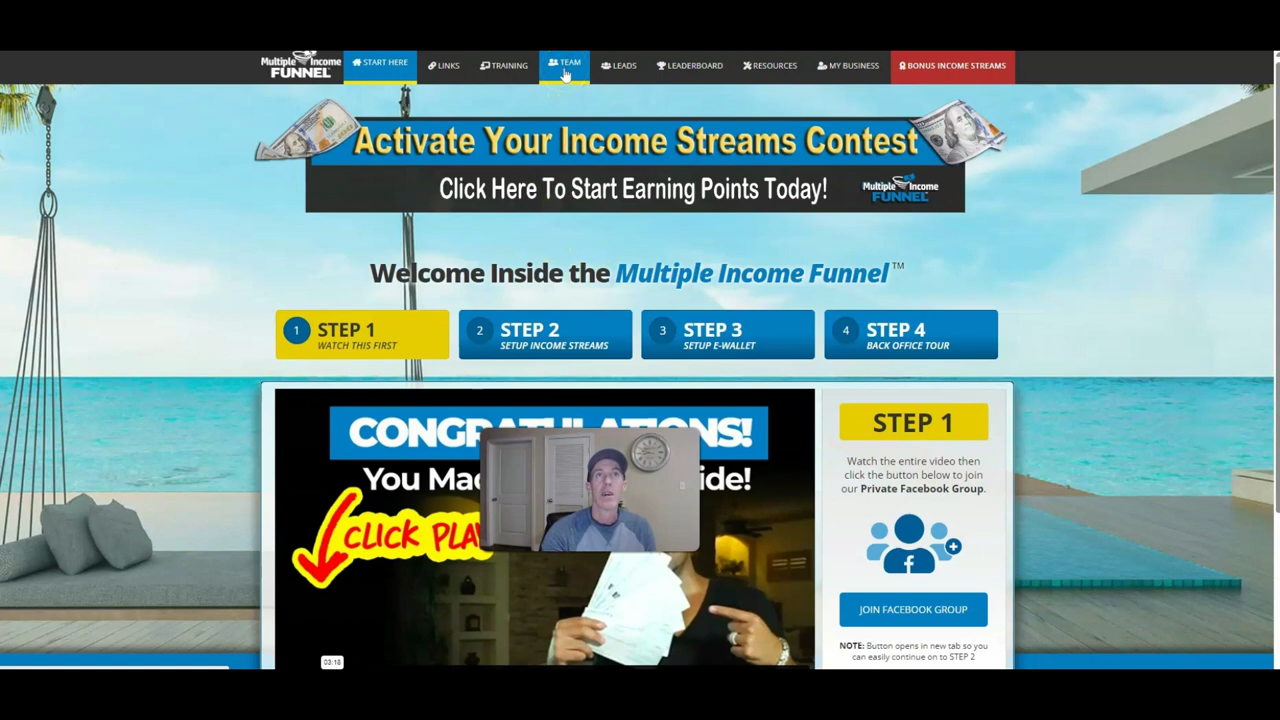 Multiple Income
FUNNEL
START HERE
LINKS
TRAINING
TEAM
LEADS
LEADERBOARD
RESOURCES
MY BUSINESS
BONUS INCOME STREAMS
Activate Your Income Streams Contest
Click Here To Start Earning Points Today!
Multiple Income
FUNNEL
Welcome Inside the Multiple Income Funnel™
1 STEP 1
WATCH THIS FIRST
2 STEP 2
SETUP INCOME STREAMS
3 STEP 3
SETUP E-WALLET
4 STEP 4
BACK OFFICE TOUR
NS!
You Mad
ide!
CLICK PLA
03:18
STEP 1
Watch the entire video then
click the button below to join
our Private Facebook Group.
JOIN FACEBOOK GROUP
NOTE: Button opens in new tab so you
can easily continue on to STEP 2